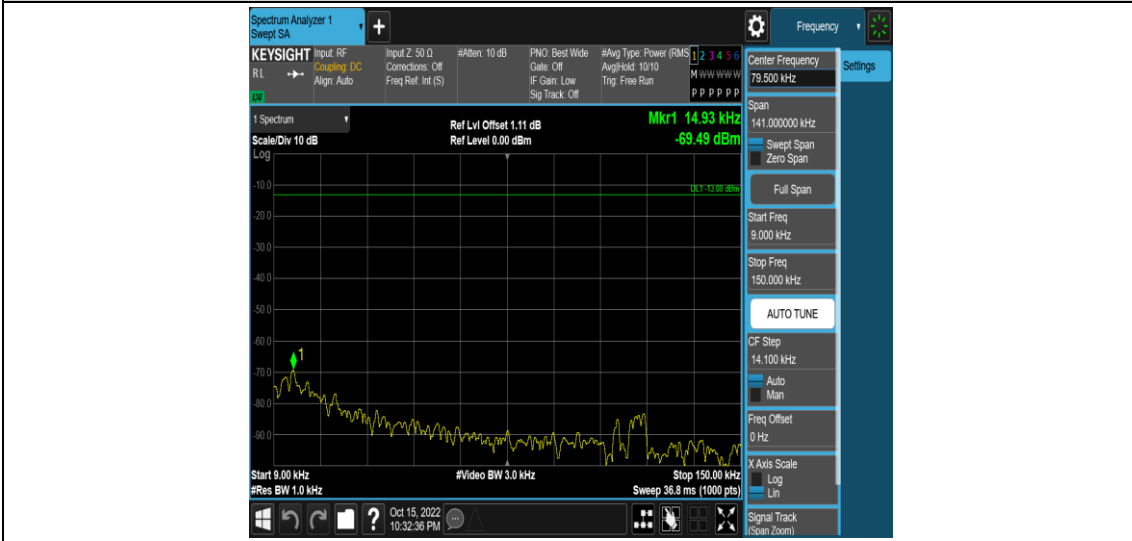 Spectrum Analyzer 1
Swept SA
+
Frequency
KEYSIGHT
RL
LM
Input: RF
Coupling: DC
Align: Auto
Input Z: 50 Ω
Corrections: Off
Freq Ref: Int (S)
#Atten: 10 dB
PNO: Best Wide
Gate: Off
IF Gain: Low
Sig Track: Off
#Avg Type: Power (RMS
Avg|Hold: 10/10
Trig: Free Run
1 2 3 4 5 6
M W W W W W
P P P P P P
1 Spectrum
Scale/Div 10 dB
Log
Ref Lvl Offset 1.11 dB
Ref Level 0.00 dBm
Mkr1 14.93 kHz
-69.49 dBm
DL1 -13.00 dBm
-10.0
-20.0
-30.0
-40.0
-50.0
-60.0
-70.0
-80.0
-90.0
1
Start 9.00 kHz
#Res BW 1.0 kHz
#Video BW 3.0 kHz
Stop 150.00 kHz
Sweep 36.8 ms (1000 pts)
?
Oct 15, 2022
10:32:36 PM
Center Frequency
79.500 kHz
Settings
Span
141.000000 kHz
Swept Span
Zero Span
Full Span
Start Freq
9.000 kHz
Stop Freq
150.000 kHz
AUTO TUNE
CF Step
14.100 kHz
Auto
Man
Freq Offset
0 Hz
X Axis Scale
Log
Lin
Signal Track
(Span Zoom)